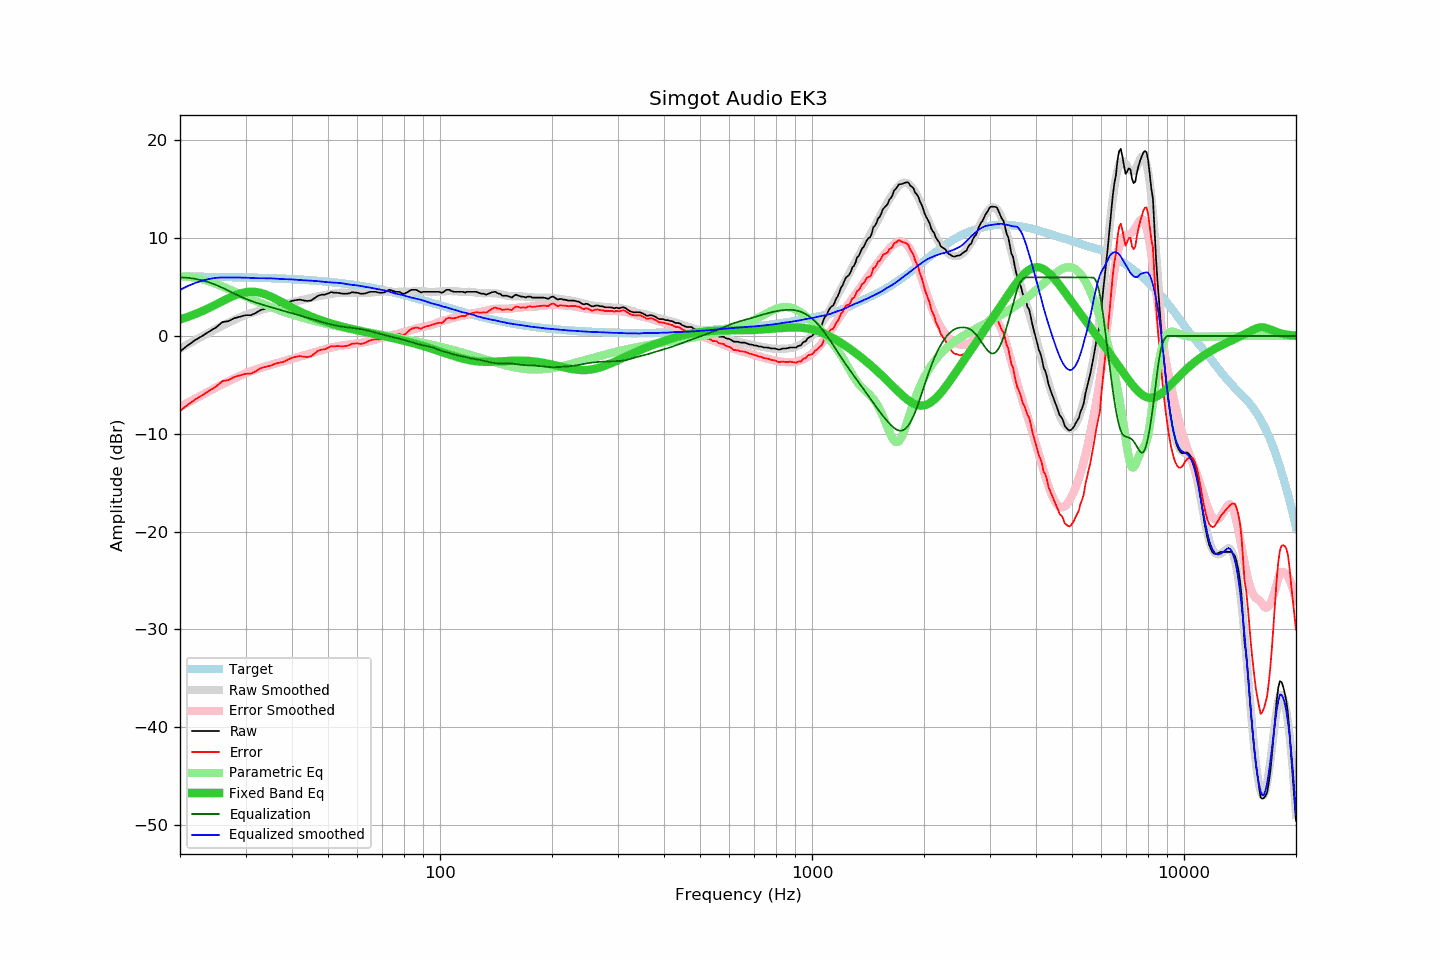 Simgot Audio EK3
20
10
0
−10
−20
−30
−40
−50
Amplitude (dBr)
Target
Raw Smoothed
Error Smoothed
Raw
Error
Parametric Eq
Fixed Band Eq
Equalization
Equalized smoothed
100
1000
10000
Frequency (Hz)